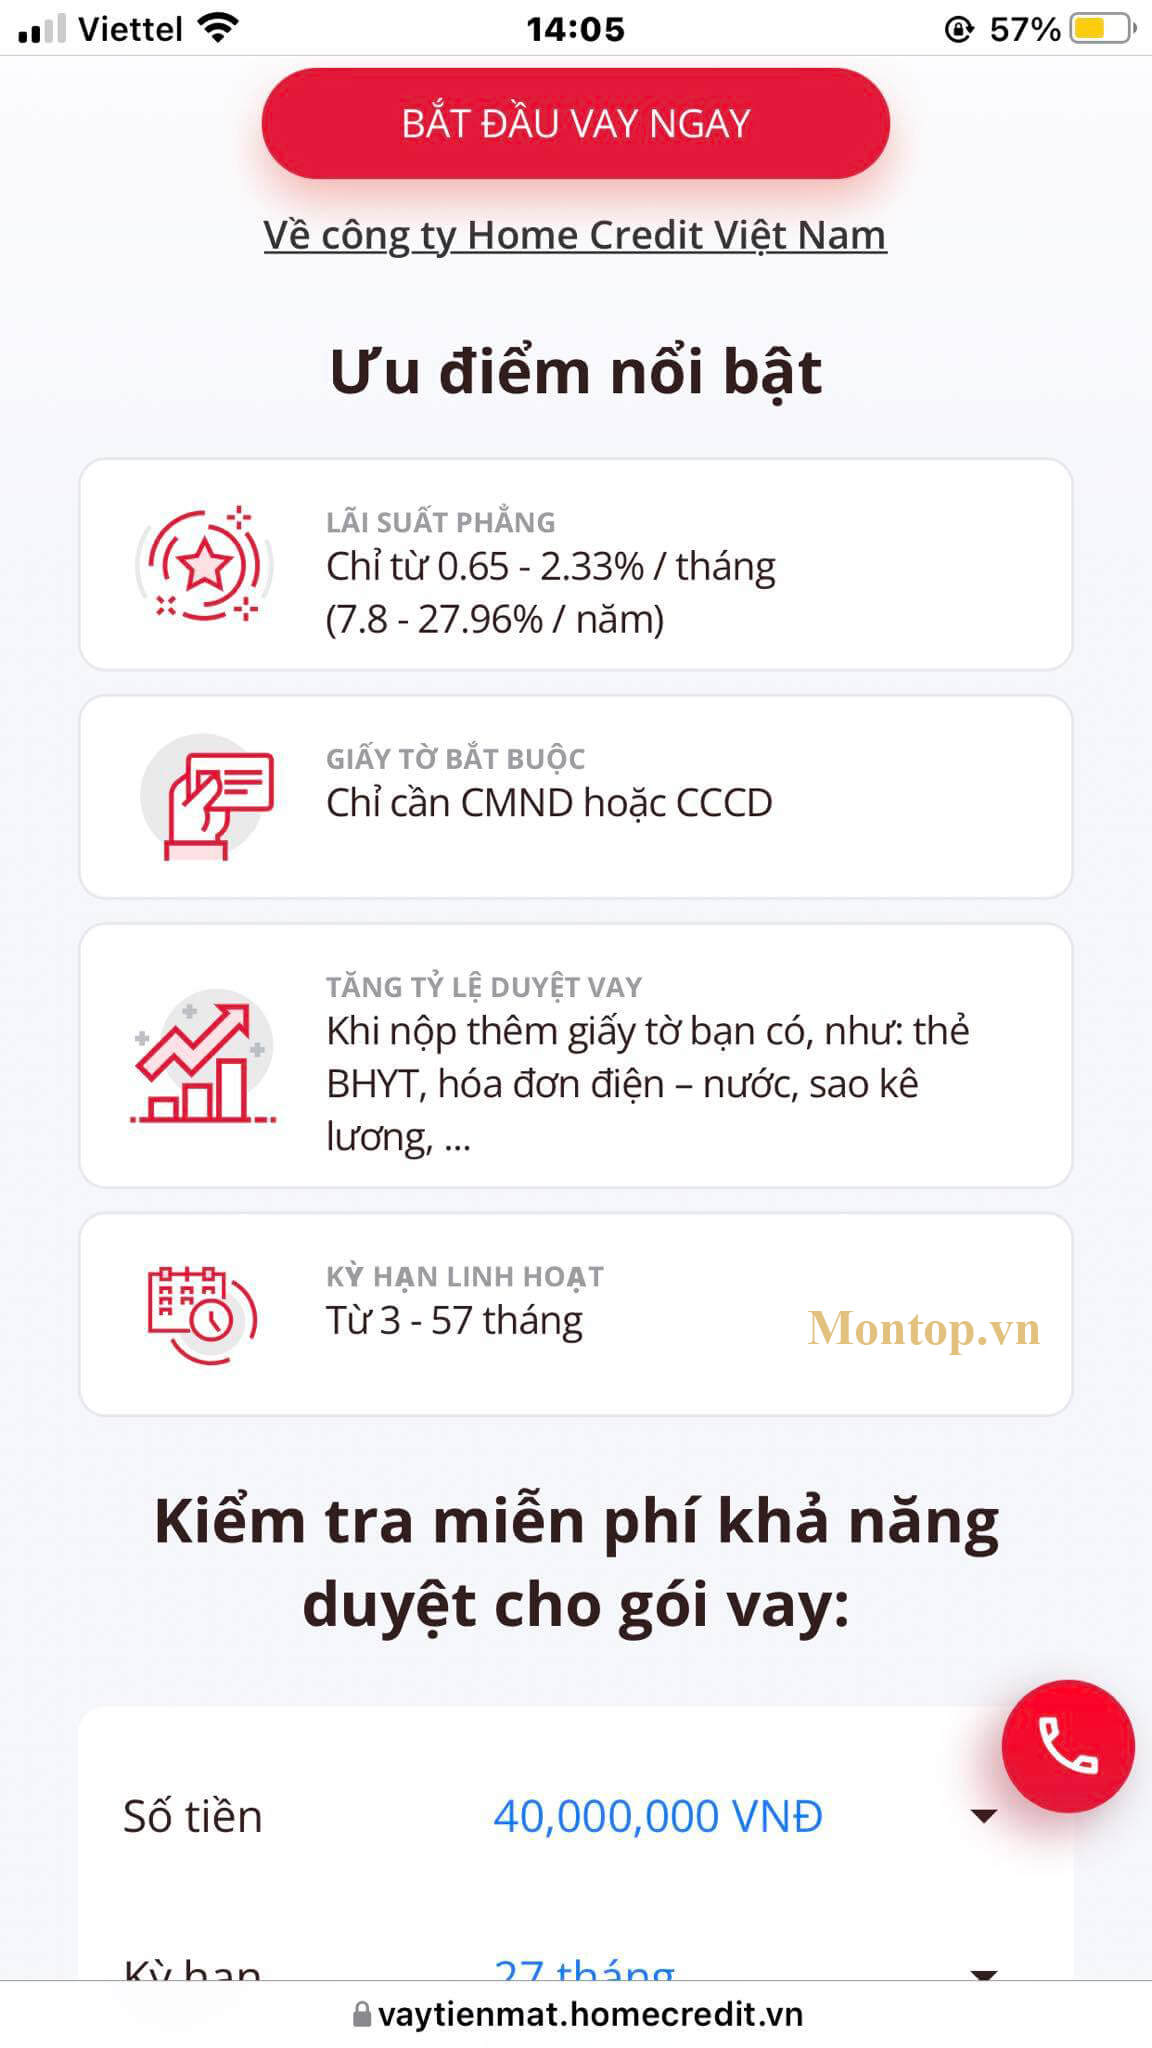 Viettel 14:05 57%
BẮT ĐẦU VAY NGAY
Về công ty Home Credit Việt Nam
Ưu điểm nổi bật
LÃI SUẤT PHẲNG
Chỉ từ 0.65 - 2.33% / tháng
(7.8 - 27.96% / năm)
GIẤY TỜ BẮT BUỘC
Chỉ cần CMND hoặc CCCD
TĂNG TỶ LỆ DUYỆT VAY
Khi nộp thêm giấy tờ bạn có, như: thẻ
BHYT, hóa đơn điện – nước, sao kê
lương, ...
KỲ HẠN LINH HOẠT
Từ 3 - 57 tháng
Montop.vn
Kiểm tra miễn phí khả năng
duyệt cho gói vay:
Số tiền 40,000,000 VNĐ
Kỳ hạn 27 tháng
vaytienmat.homecredit.vn